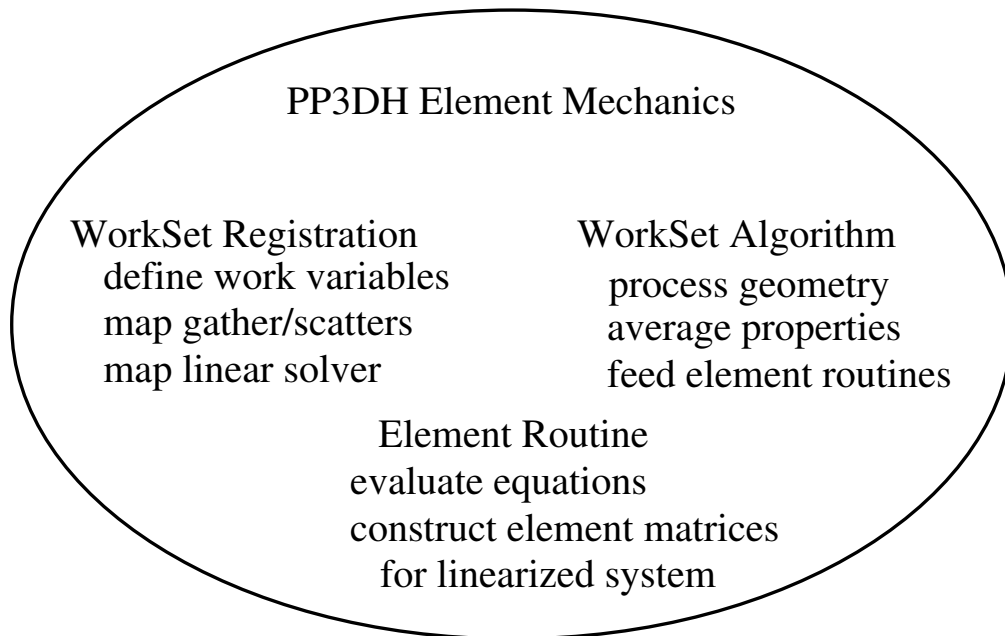 PP3DH Element Mechanics
WorkSet Registration
define work variables
map gather/scatters
map linear solver
WorkSet Algorithm
process geometry
average properties
feed element routines
Element Routine
evaluate equations
construct element matrices
for linearized system